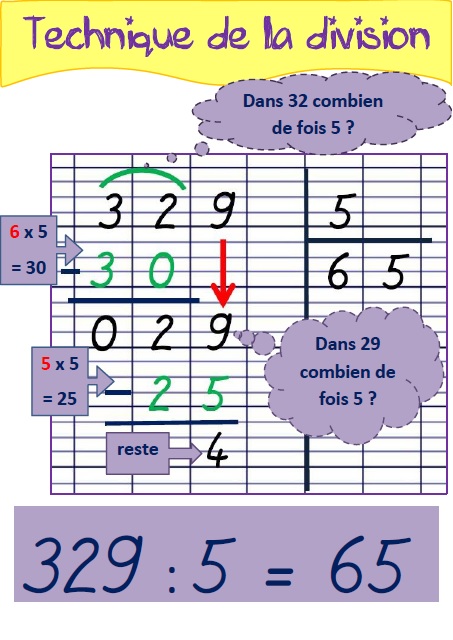 Technique de la division
Dans 32 combien
de fois 5 ?
3 2 9 5
6 x 5
= 30
- 3 0 6 5
0 2 9
Dans 29
combien de
fois 5 ?
5 x 5
= 25
- 2 5
reste
4
329 : 5 = 65